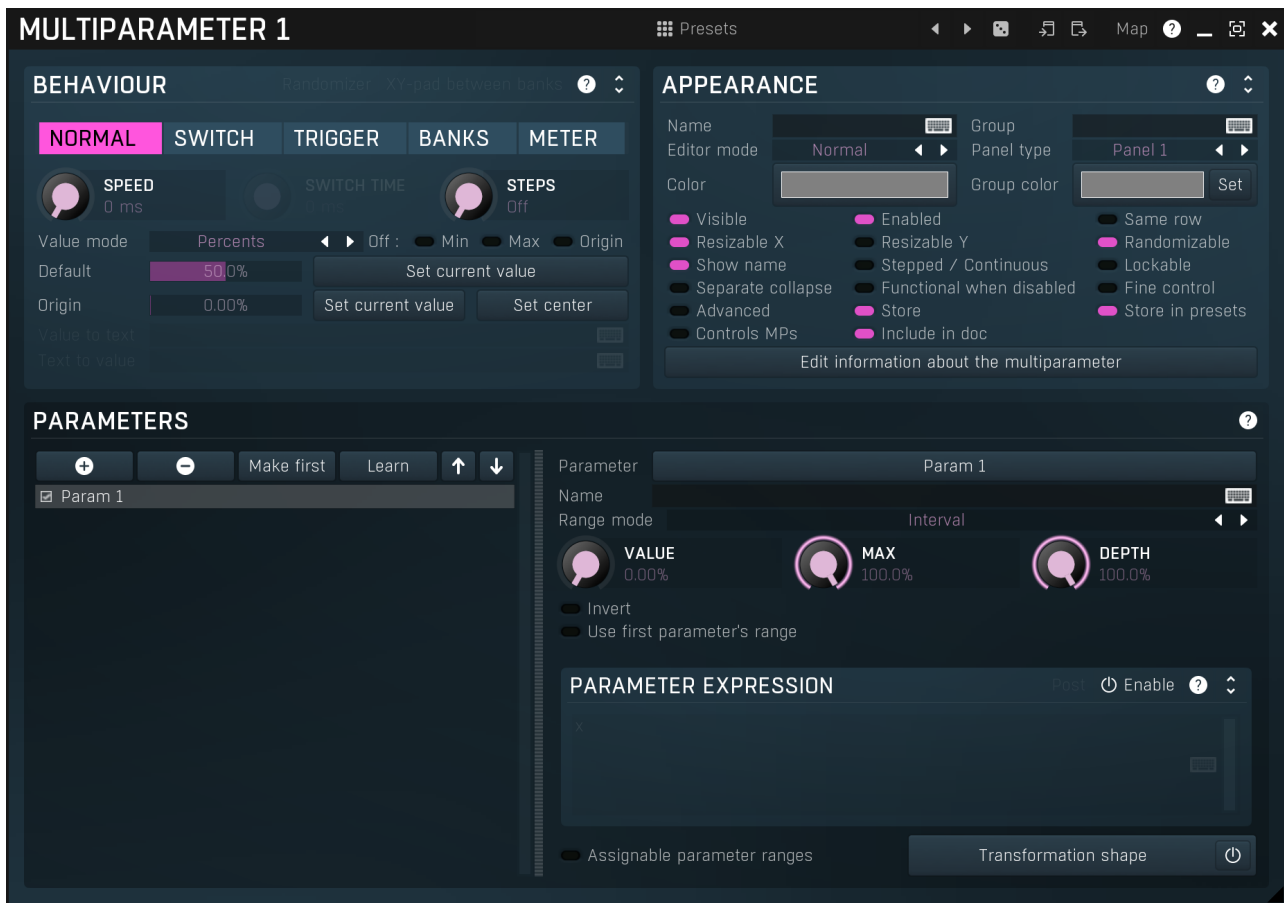 MULTIPARAMETER 1 Presets Map ?
BEHAVIOUR Randomizer XY-pad between banks ?
NORMAL SWITCH TRIGGER BANKS METER
SPEED SWITCH TIME STEPS
0 ms Off
Value mode Percents Off : Min Max Origin
Default 50.0% Set current value
Origin 0.00% Set current value Set center
Value to text
Text to value
APPEARANCE ?
Name Group
Editor mode Normal Panel type Panel 1
Color Group color Set
Visible Enabled Same row
Resizable X Resizable Y Randomizable
Show name Stepped / Continuous Lockable
Separate collapse Functional when disabled Fine control
Advanced Store Store in presets
Controls MPs Include in doc
Edit information about the multiparameter
PARAMETERS ?
Make first Learn
Param 1
Parameter Param 1
Name
Range mode Interval
VALUE MAX DEPTH
0.00% 100.0% 100.0%
Invert
Use first parameter's range
PARAMETER EXPRESSION Post Enable ?
x
Assignable parameter ranges Transformation shape